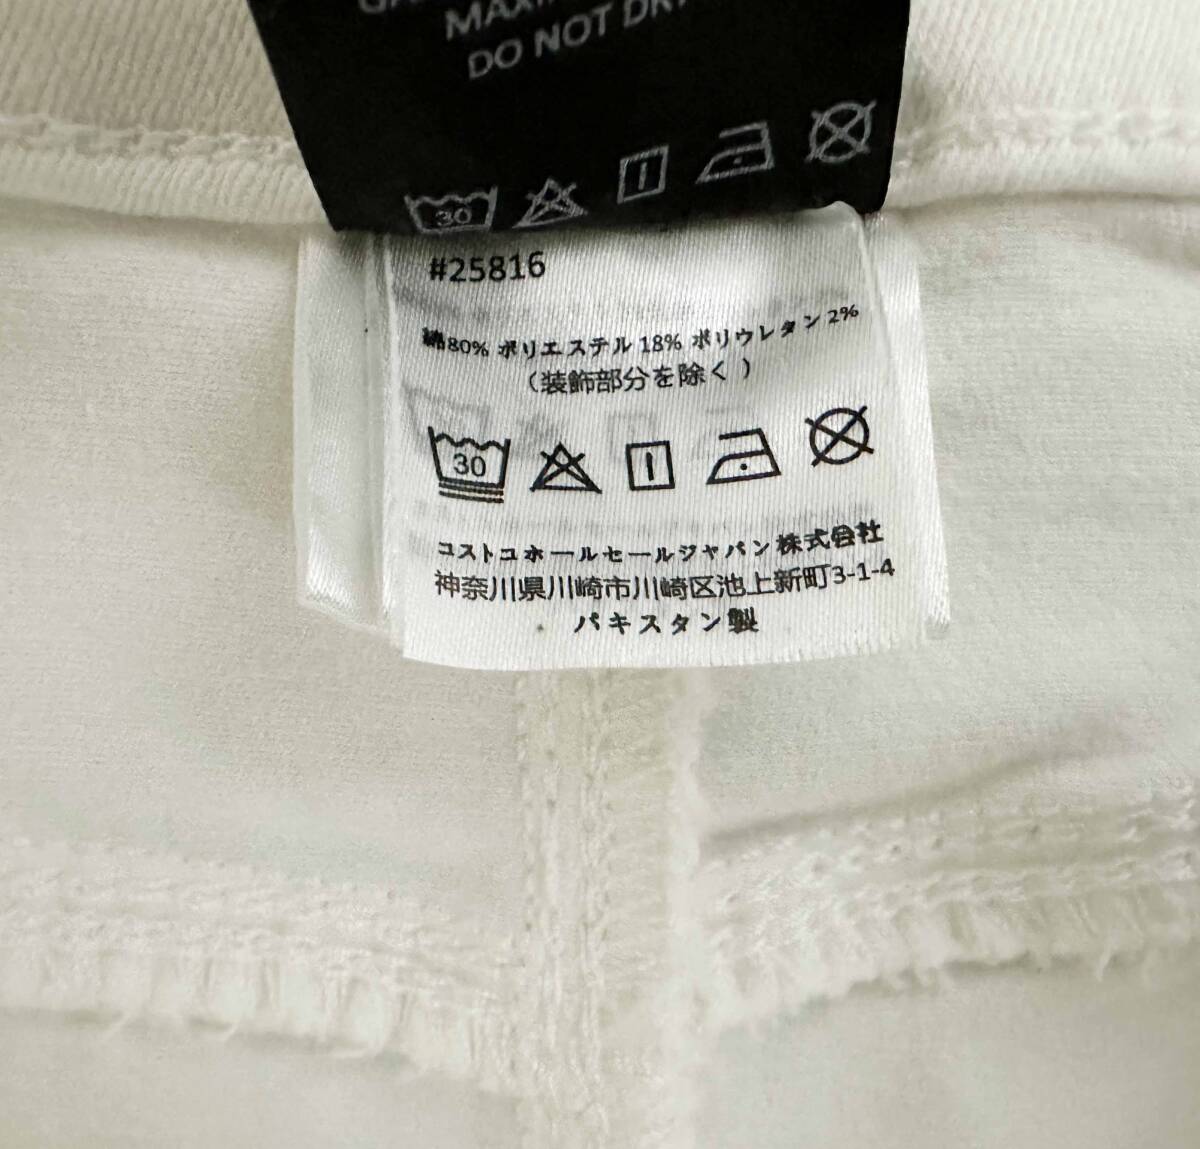 DO NOT
30
#25816
綿80% ポリエステル18% ポリウレタン2%
（装飾部分を除く）
30
コストコホールセールジャパン株式会社
神奈川県川崎市川崎区池上新町3-1-4
パキスタン製